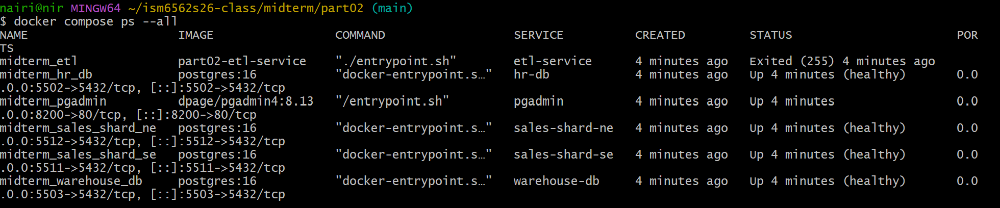 nairi@nir MINGW64 ~/ism6562s26-class/midterm/part02 (main)
$ docker compose ps --all
NAME                      IMAGE                 COMMAND                   SERVICE          CREATED         STATUS                       POR
TS
midterm_etl               part02-etl-service    "./entrypoint.sh"         etl-service      4 minutes ago   Exited (255) 4 minutes ago
midterm_hr_db             postgres:16           "docker-entrypoint.s…"    hr-db            4 minutes ago   Up 4 minutes (healthy)       0.0
.0.0:5502->5432/tcp, [::]:5502->5432/tcp
midterm_pgadmin           dpage/pgadmin4:8.13   "/entrypoint.sh"          pgadmin          4 minutes ago   Up 4 minutes                 0.0
.0.0:8200->80/tcp, [::]:8200->80/tcp
midterm_sales_shard_ne    postgres:16           "docker-entrypoint.s…"    sales-shard-ne   4 minutes ago   Up 4 minutes (healthy)       0.0
.0.0:5512->5432/tcp, [::]:5512->5432/tcp
midterm_sales_shard_se    postgres:16           "docker-entrypoint.s…"    sales-shard-se   4 minutes ago   Up 4 minutes (healthy)       0.0
.0.0:5511->5432/tcp, [::]:5511->5432/tcp
midterm_warehouse_db      postgres:16           "docker-entrypoint.s…"    warehouse-db     4 minutes ago   Up 4 minutes (healthy)       0.0
.0.0:5503->5432/tcp, [::]:5503->5432/tcp